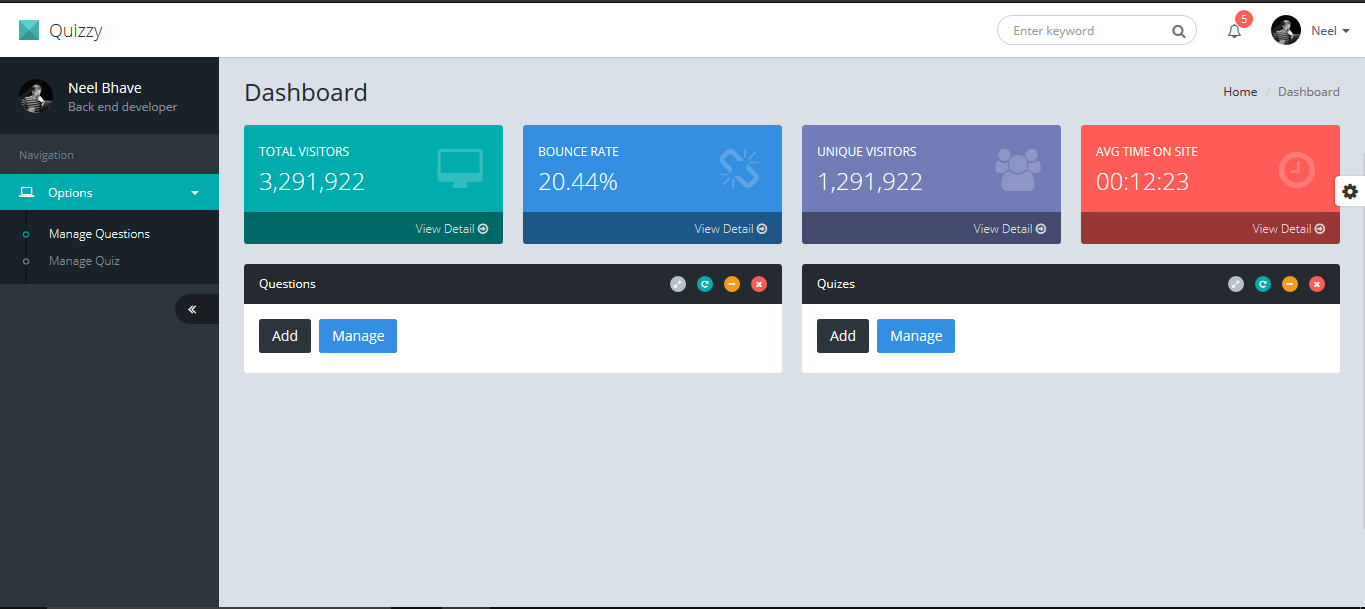 Quizzy
Enter keyword
5
Neel
Neel Bhave
Back end developer
Navigation
Options
Manage Questions
Manage Quiz
Dashboard
Home / Dashboard
TOTAL VISITORS
3,291,922
View Detail
BOUNCE RATE
20.44%
View Detail
UNIQUE VISITORS
1,291,922
View Detail
AVG TIME ON SITE
00:12:23
View Detail
Questions
Add Manage
Quizes
Add Manage